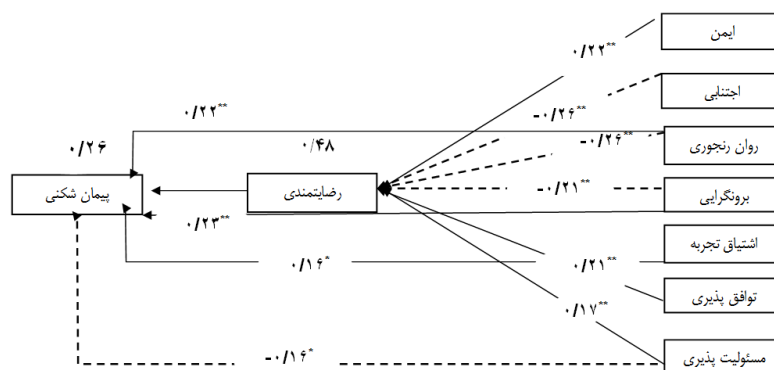 ایمن
۰/۲۲**
اجتنابی
-۰/۲۶**
۰/۲۲**
روان رنجوری
-۰/۲۶**
۰/۴۸
۰/۲۶
برونگرایی
-۰/۲۱**
رضایتمندی
پیمان شکنی
۰/۲۳**
اشتیاق تجربه
۰/۲۱**
۰/۱۶*
توافق پذیری
۰/۱۷**
مسئولیت پذیری
-۰/۱۶*